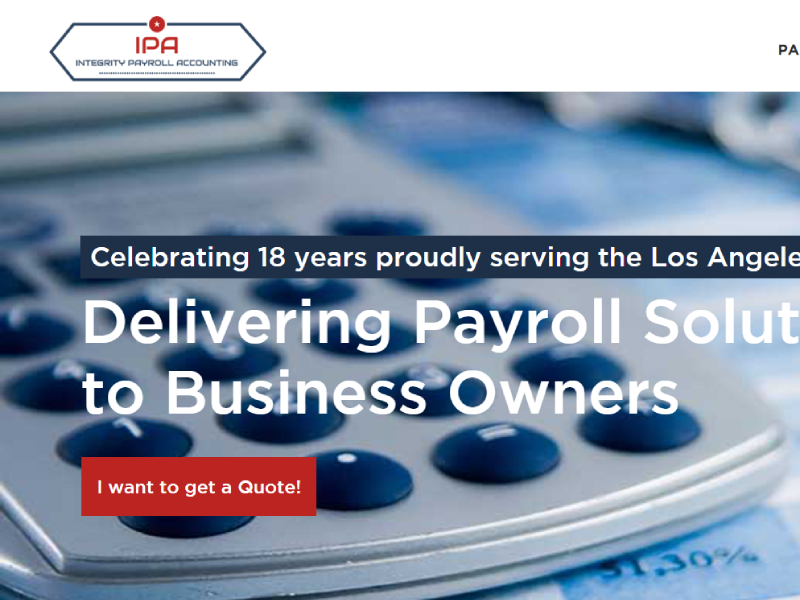 IPA
INTEGRITY PAYROLL ACCOUNTING
PA
Celebrating 18 years proudly serving the Los Angele
Delivering Payroll Solut
to Business Owners
I want to get a Quote!
31,30%